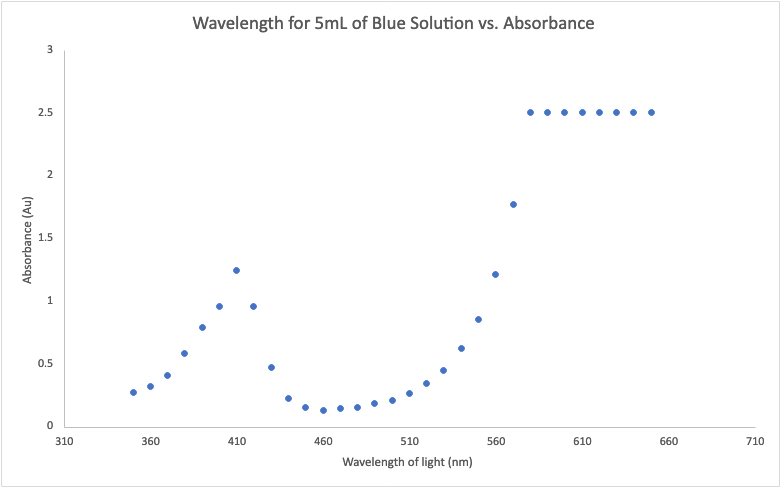 Wavelength for 5mL of Blue Solution vs. Absorbance
3
2.5
2
1.5
1
0.5
0
Absorbance (Au)
310 360 410 460 510 560 610 660 710
Wavelength of light (nm)